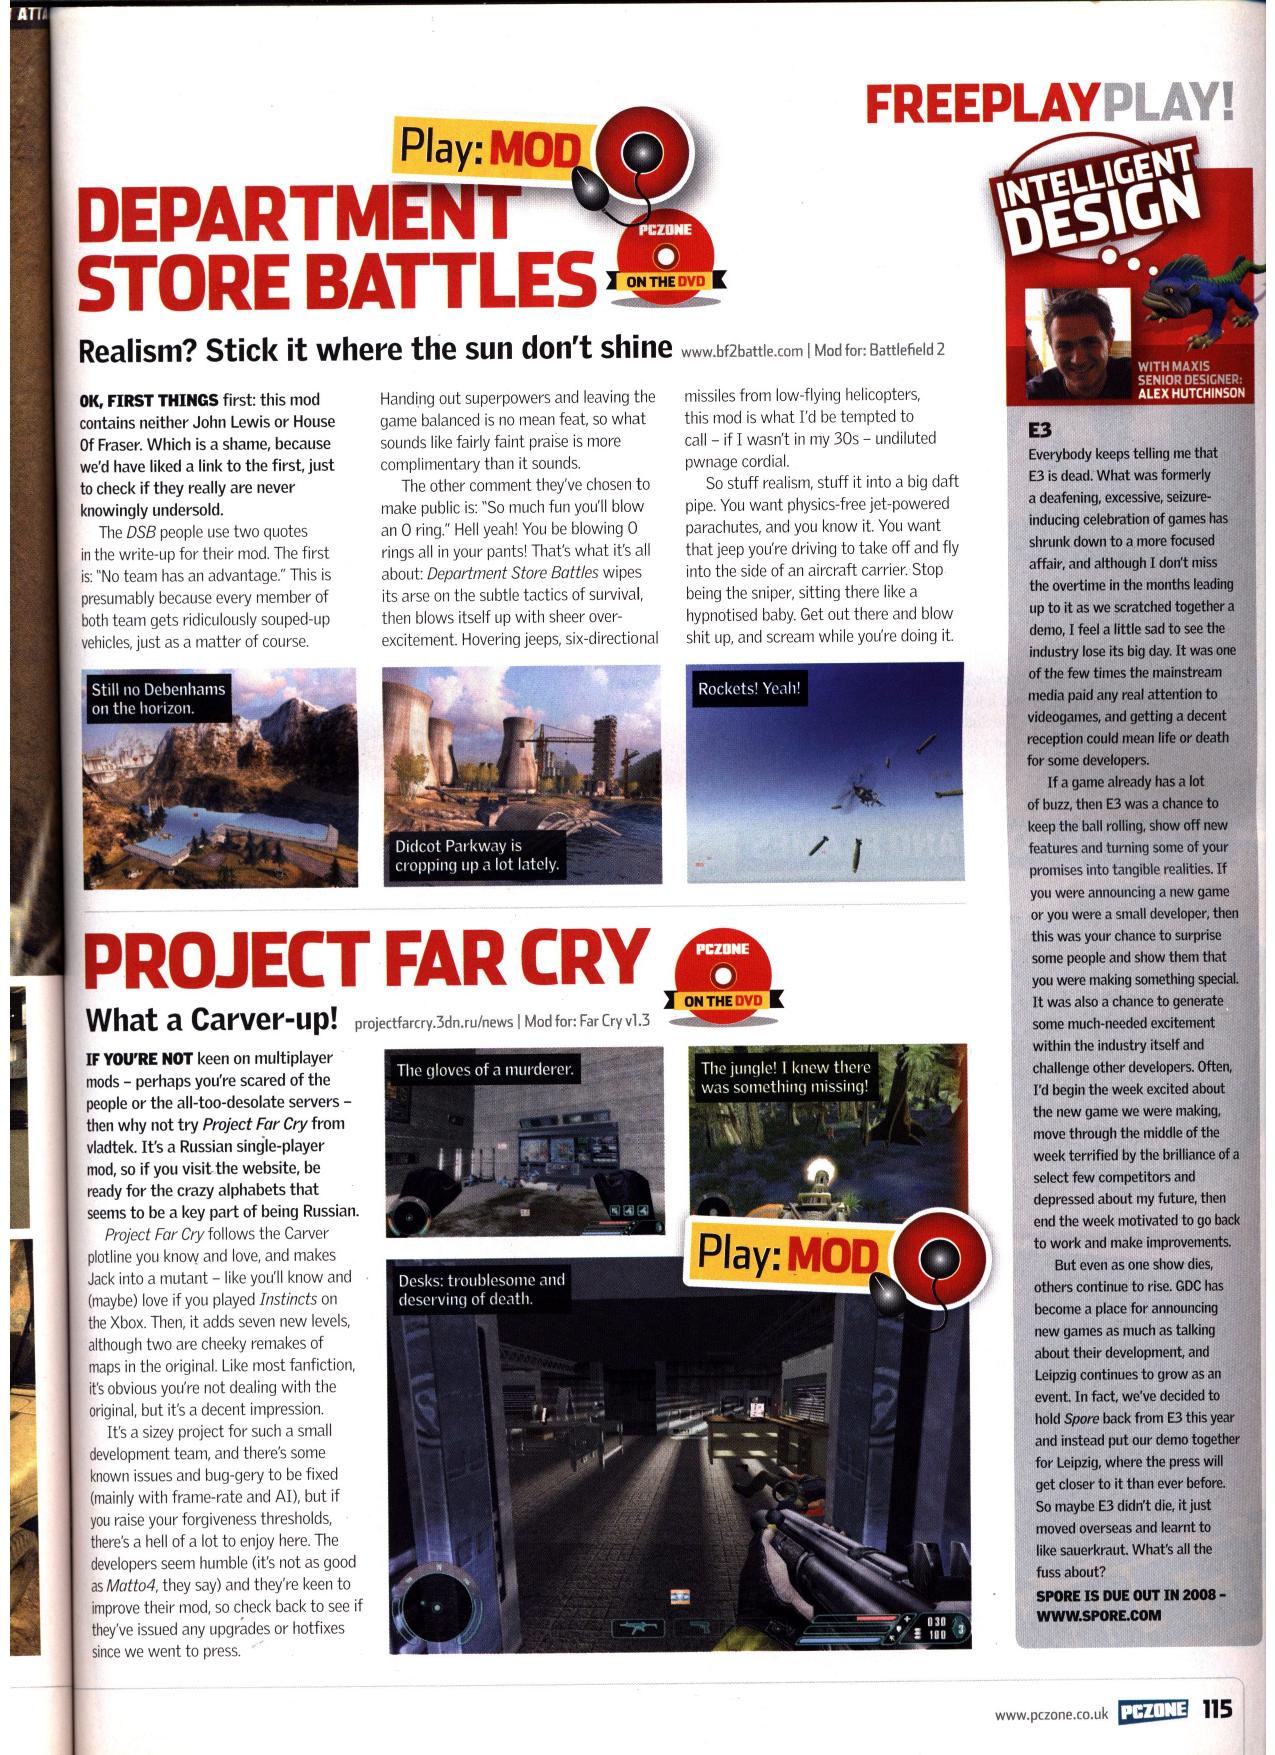 ATTA
FREEPLAYPLAY!
Play: MOD
DEPARTMENT
STORE BATTLES
PCZONE
ON THE DVD
Realism? Stick it where the sun don't shine www.bf2battle.com | Mod for: Battlefield 2
OK, FIRST THINGS first: this mod
contains neither John Lewis or House
Of Fraser. Which is a shame, because
we'd have liked a link to the first, just
to check if they really are never
knowingly undersold.
The DSB people use two quotes
in the write-up for their mod. The first
is: "No team has an advantage." This is
presumably because every member of
both team gets ridiculously souped-up
vehicles, just as a matter of course.
Handing out superpowers and leaving the
game balanced is no mean feat, so what
sounds like fairly faint praise is more
complimentary than it sounds.
The other comment they've chosen to
make public is: "So much fun you'll blow
an O ring." Hell yeah! You be blowing O
rings all in your pants! That's what it's all
about: Department Store Battles wipes
its arse on the subtle tactics of survival,
then blows itself up with sheer over-
excitement. Hovering jeeps, six-directional
missiles from low-flying helicopters,
this mod is what I'd be tempted to
call – if I wasn't in my 30s – undiluted
pwnage cordial.
So stuff realism, stuff it into a big daft
pipe. You want physics-free jet-powered
parachutes, and you know it. You want
that jeep you're driving to take off and fly
into the side of an aircraft carrier. Stop
being the sniper, sitting there like a
hypnotised baby. Get out there and blow
shit up, and scream while you're doing it.
Still no Debenhams
on the horizon.
Didcot Parkway is
cropping up a lot lately.
Rockets! Yeah!
PROJECT FAR CRY
PCZONE
ON THE DVD
What a Carver-up! projectfarcry.3dn.ru/news | Mod for: Far Cry v1.3
IF YOU'RE NOT keen on multiplayer
mods – perhaps you're scared of the
people or the all-too-desolate servers –
then why not try Project Far Cry from
vladtek. It's a Russian single-player
mod, so if you visit the website, be
ready for the crazy alphabets that
seems to be a key part of being Russian.
Project Far Cry follows the Carver
plotline you know and love, and makes
Jack into a mutant – like you'll know and
(maybe) love if you played Instincts on
the Xbox. Then, it adds seven new levels,
although two are cheeky remakes of
maps in the original. Like most fanfiction,
it's obvious you're not dealing with the
original, but it's a decent impression.
It's a sizey project for such a small
development team, and there's some
known issues and bug-gery to be fixed
(mainly with frame-rate and AI), but if
you raise your forgiveness thresholds,
there's a hell of a lot to enjoy here. The
developers seem humble (it's not as good
as Matto4, they say) and they're keen to
improve their mod, so check back to see if
they've issued any upgrades or hotfixes
since we went to press.
The gloves of a murderer.
The jungle! I knew there
was something missing!
Play: MOD
Desks: troublesome and
deserving of death.
030
100
3
INTELLIGENT
DESIGN
WITH MAXIS
SENIOR DESIGNER:
ALEX HUTCHINSON
E3
Everybody keeps telling me that
E3 is dead. What was formerly
a deafening, excessive, seizure-
inducing celebration of games has
shrunk down to a more focused
affair, and although I don't miss
the overtime in the months leading
up to it as we scratched together a
demo, I feel a little sad to see the
industry lose its big day. It was one
of the few times the mainstream
media paid any real attention to
videogames, and getting a decent
reception could mean life or death
for some developers.
If a game already has a lot
of buzz, then E3 was a chance to
keep the ball rolling, show off new
features and turning some of your
promises into tangible realities. If
you were announcing a new game
or you were a small developer, then
this was your chance to surprise
some people and show them that
you were making something special.
It was also a chance to generate
some much-needed excitement
within the industry itself and
challenge other developers. Often,
I'd begin the week excited about
the new game we were making,
move through the middle of the
week terrified by the brilliance of a
select few competitors and
depressed about my future, then
end the week motivated to go back
to work and make improvements.
But even as one show dies,
others continue to rise. GDC has
become a place for announcing
new games as much as talking
about their development, and
Leipzig continues to grow as an
event. In fact, we've decided to
hold Spore back from E3 this year
and instead put our demo together
for Leipzig, where the press will
get closer to it than ever before.
So maybe E3 didn't die, it just
moved overseas and learnt to
like sauerkraut. What's all the
fuss about?
SPORE IS DUE OUT IN 2008 –
WWW.SPORE.COM
www.pczone.co.uk PCZONE 115